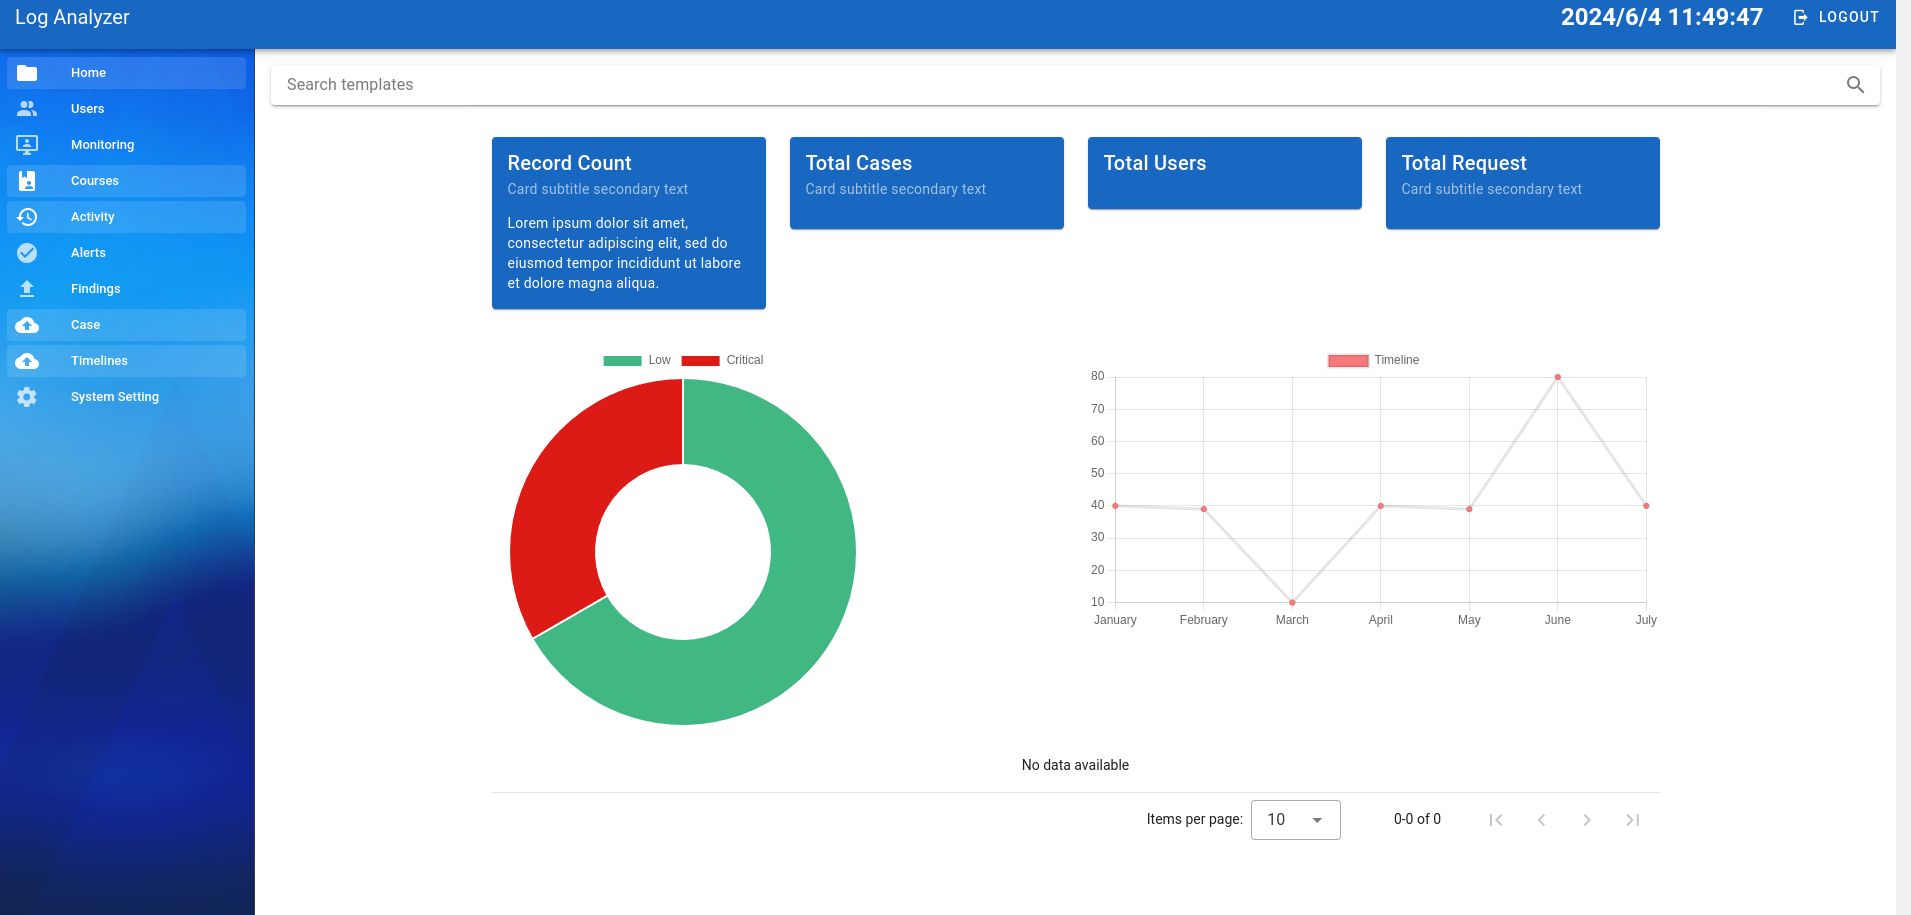 Log Analyzer
2024/6/4 11:49:47
LOGOUT
Home
Users
Monitoring
Courses
Activity
Alerts
Findings
Case
Timelines
System Setting
Search templates
Record Count
Card subtitle secondary text
Lorem ipsum dolor sit amet,
consectetur adipiscing elit, sed do
eiusmod tempor incididunt ut labore
et dolore magna aliqua.
Total Cases
Card subtitle secondary text
Total Users
Total Request
Card subtitle secondary text
Low
Critical
Timeline
80
70
60
50
40
30
20
10
January
February
March
April
May
June
July
No data available
Items per page:
10
0-0 of 0